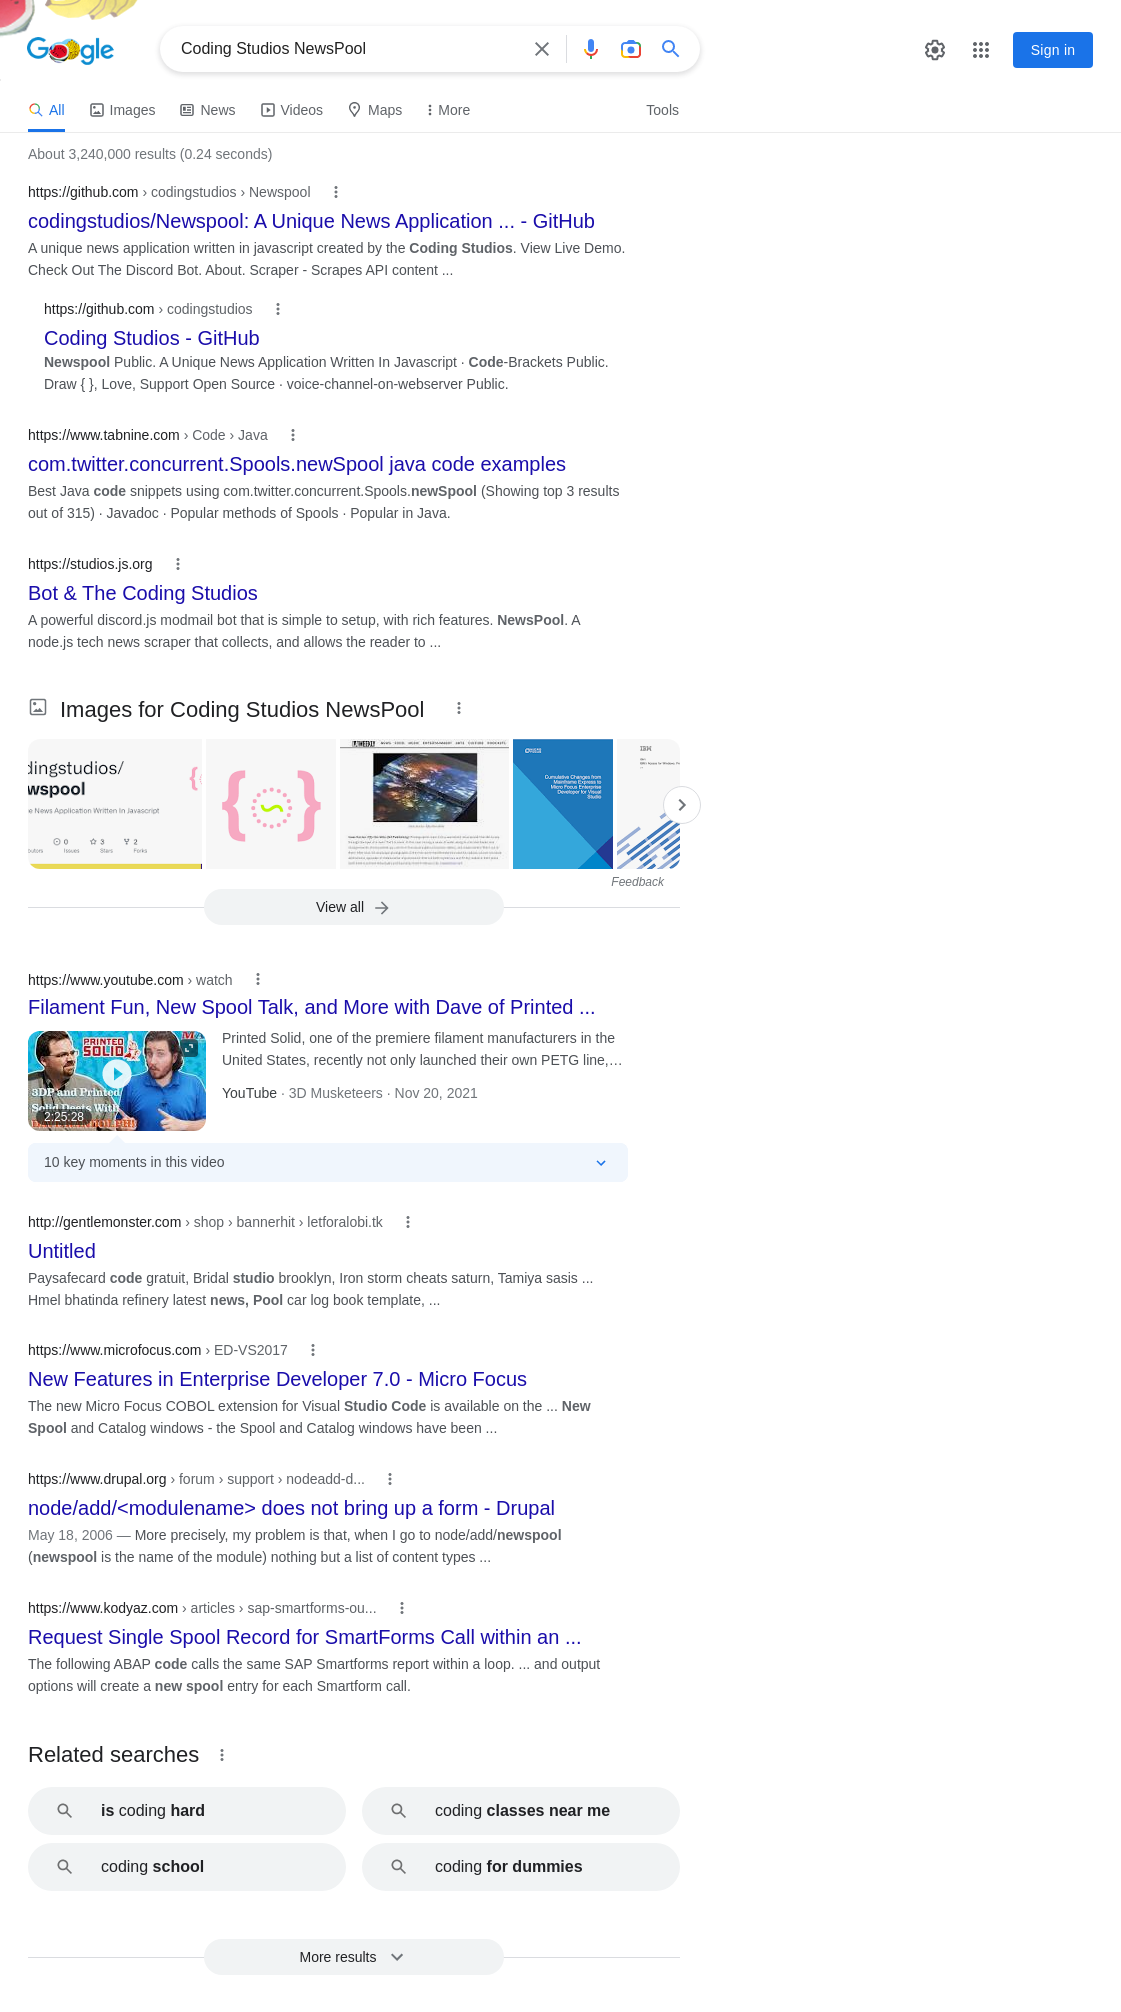 Google
Coding Studios NewsPool
Sign in
All
Images
News
Videos
Maps
More
Tools
About 3,240,000 results (0.24 seconds)
https://github.com › codingstudios › Newspool
codingstudios/Newspool: A Unique News Application ... - GitHub
A unique news application written in javascript created by the Coding Studios. View Live Demo.
Check Out The Discord Bot. About. Scraper - Scrapes API content ...
https://github.com › codingstudios
Coding Studios - GitHub
Newspool Public. A Unique News Application Written In Javascript · Code-Brackets Public.
Draw { }, Love, Support Open Source · voice-channel-on-webserver Public.
https://www.tabnine.com › Code › Java
com.twitter.concurrent.Spools.newSpool java code examples
Best Java code snippets using com.twitter.concurrent.Spools.newSpool (Showing top 3 results
out of 315) · Javadoc · Popular methods of Spools · Popular in Java.
https://studios.js.org
Bot & The Coding Studios
A powerful discord.js modmail bot that is simple to setup, with rich features. NewsPool. A
node.js tech news scraper that collects, and allows the reader to ...
Images for Coding Studios NewsPool
dingstudios/
wspool
e News Application Written In Javascript
0
Issues
3
Stars
2
Forks
Cumulative Changes from
Mainframe Express to
Micro Focus Enterprise
Developer for Visual
Studio
IBM
Feedback
View all
https://www.youtube.com › watch
Filament Fun, New Spool Talk, and More with Dave of Printed ...
PRINTED
SOLID
3DP and Printed
Solid Deets With
2:25:28
Printed Solid, one of the premiere filament manufacturers in the
United States, recently not only launched their own PETG line,…
YouTube · 3D Musketeers · Nov 20, 2021
10 key moments in this video
http://gentlemonster.com › shop › bannerhit › letforalobi.tk
Untitled
Paysafecard code gratuit, Bridal studio brooklyn, Iron storm cheats saturn, Tamiya sasis ...
Hmel bhatinda refinery latest news, Pool car log book template, ...
https://www.microfocus.com › ED-VS2017
New Features in Enterprise Developer 7.0 - Micro Focus
The new Micro Focus COBOL extension for Visual Studio Code is available on the ... New
Spool and Catalog windows - the Spool and Catalog windows have been ...
https://www.drupal.org › forum › support › nodeadd-d...
node/add/<modulename> does not bring up a form - Drupal
May 18, 2006 — More precisely, my problem is that, when I go to node/add/newspool
(newspool is the name of the module) nothing but a list of content types ...
https://www.kodyaz.com › articles › sap-smartforms-ou...
Request Single Spool Record for SmartForms Call within an ...
The following ABAP code calls the same SAP Smartforms report within a loop. ... and output
options will create a new spool entry for each Smartform call.
Related searches
is coding hard
coding classes near me
coding school
coding for dummies
More results